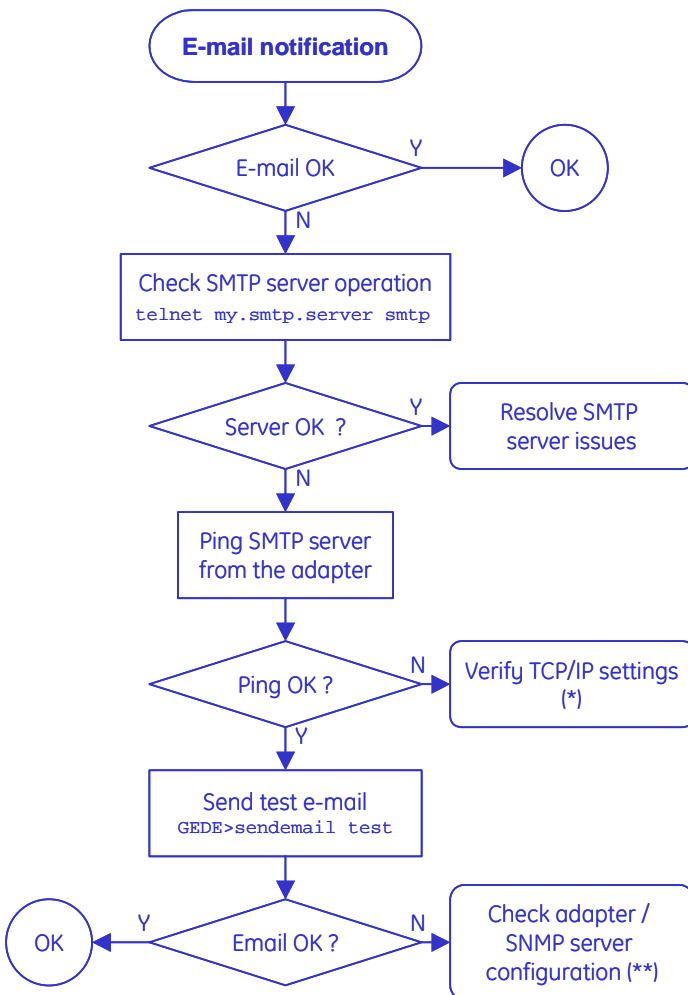 E-mail notification
E-mail OK
Y
OK
N
Check SMTP server operation
telnet my.smtp.server smtp
Server OK ?
Y
Resolve SMTP
server issues
N
Ping SMTP server
from the adapter
Ping OK ?
N
Verify TCP/IP settings
(*)
Y
Send test e-mail
GEDE>sendemail test
OK
Y
Email OK ?
N
Check adapter /
SNMP server
configuration (**)